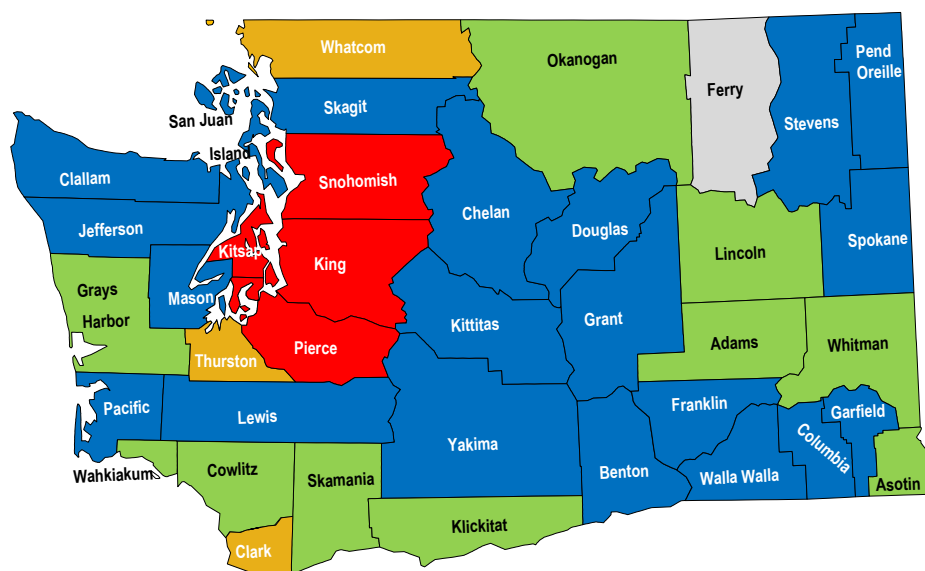 Whatcom
Okanogan
Pend
Oreille
Ferry
San Juan
Skagit
Stevens
Island
Clallam
Snohomish
Chelan
Jefferson
Douglas
Kitsap
King
Lincoln
Spokane
Grays
Harbor
Mason
Kittitas
Grant
Thurston
Pierce
Adams
Whitman
Pacific
Lewis
Franklin
Garfield
Yakima
Columbia
Wahkiakum
Cowlitz
Skamania
Benton
Walla Walla
Asotin
Klickitat
Clark